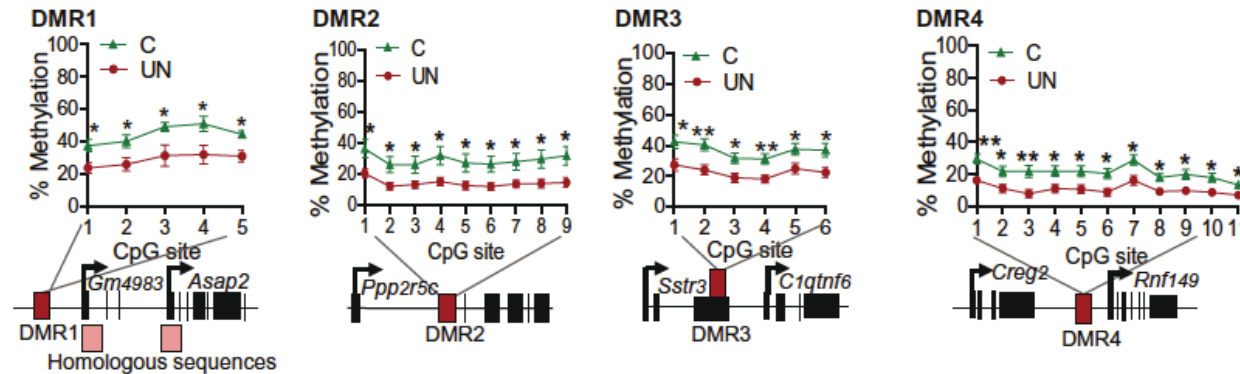 DMR1 DMR2 DMR3 DMR4
% Methylation
100
80
60
40
20
0
C
UN
* * * * *
1 2 3 4 5
CpG site
Gm4983 Asap2
DMR1
Homologous sequences
% Methylation
100
80
60
40
20
0
C
UN
* * * * * * * * *
1 2 3 4 5 6 7 8 9
CpG site
Ppp2r5c
DMR2
% Methylation
100
80
60
40
20
0
C
UN
* ** * ** * *
1 2 3 4 5 6
CpG site
Sstr3 C1qtnf6
DMR3
% Methylation
100
80
60
40
20
0
C
UN
** * ** * * * * * * * *
1 2 3 4 5 6 7 8 9 10
CpG site
Creg2 Rnf149
DMR4